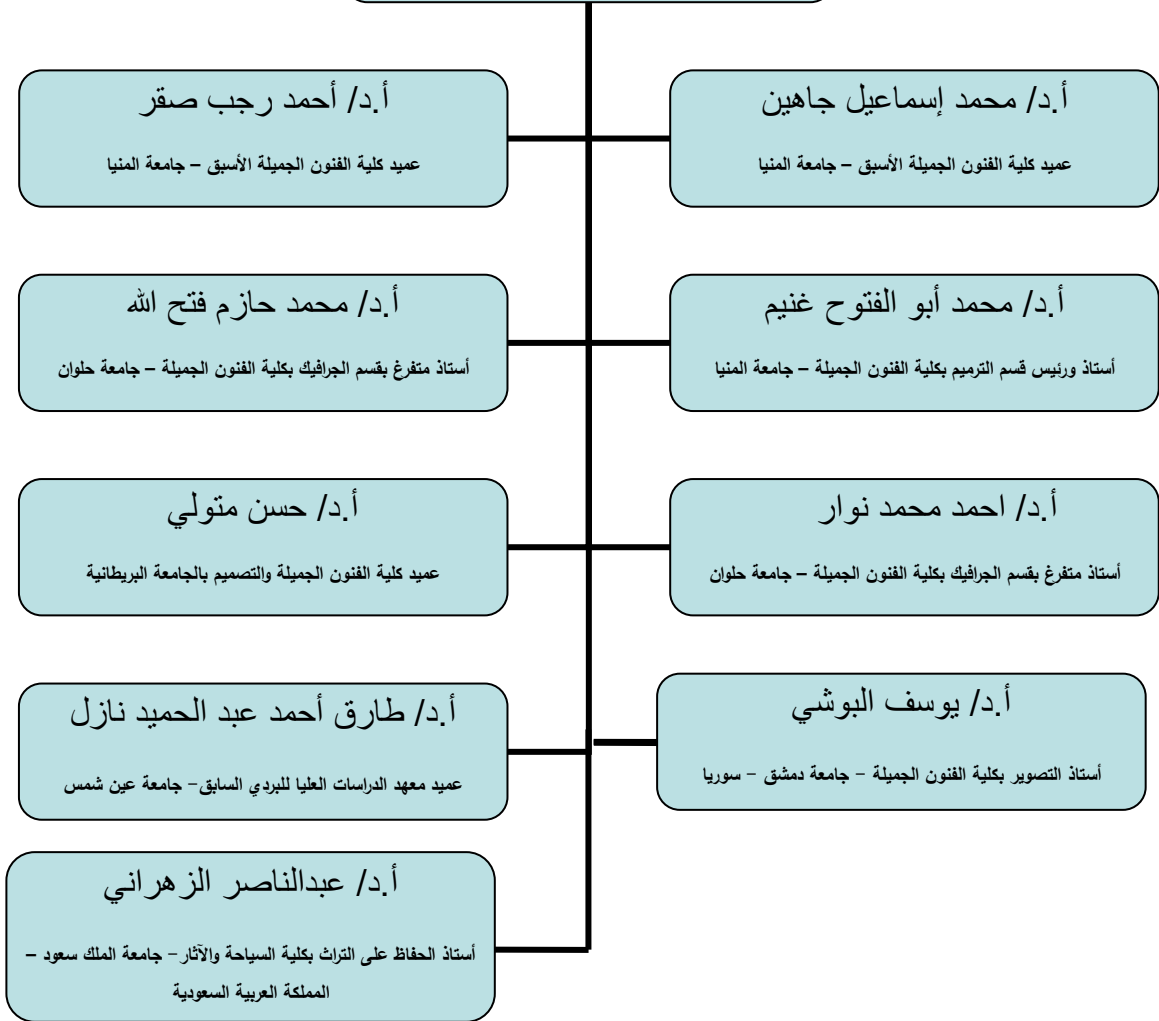 أ.د/ محمد إسماعيل جاهين
عميد كلية الفنون الجميلة الأسبق – جامعة المنيا
أ.د/ أحمد رجب صقر
عميد كلية الفنون الجميلة الأسبق – جامعة المنيا
أ.د/ محمد أبو الفتوح غنيم
أستاذ ورئيس قسم الترميم بكلية الفنون الجميلة – جامعة المنيا
أ.د/ محمد حازم فتح الله
أستاذ متفرغ بقسم الجرافيك بكلية الفنون الجميلة – جامعة حلوان
أ.د/ احمد محمد نوار
أستاذ متفرغ بقسم الجرافيك بكلية الفنون الجميلة – جامعة حلوان
أ.د/ حسن متولي
عميد كلية الفنون الجميلة والتصميم بالجامعة البريطانية
أ.د/ يوسف البوشي
أستاذ التصوير بكلية الفنون الجميلة – جامعة دمشق – سوريا
أ.د/ طارق أحمد عبد الحميد نازل
عميد معهد الدراسات العليا للبردي السابق– جامعة عين شمس
أ.د/ عبدالناصر الزهراني
أستاذ الحفاظ على التراث بكلية السياحة والآثار– جامعة الملك سعود –
المملكة العربية السعودية